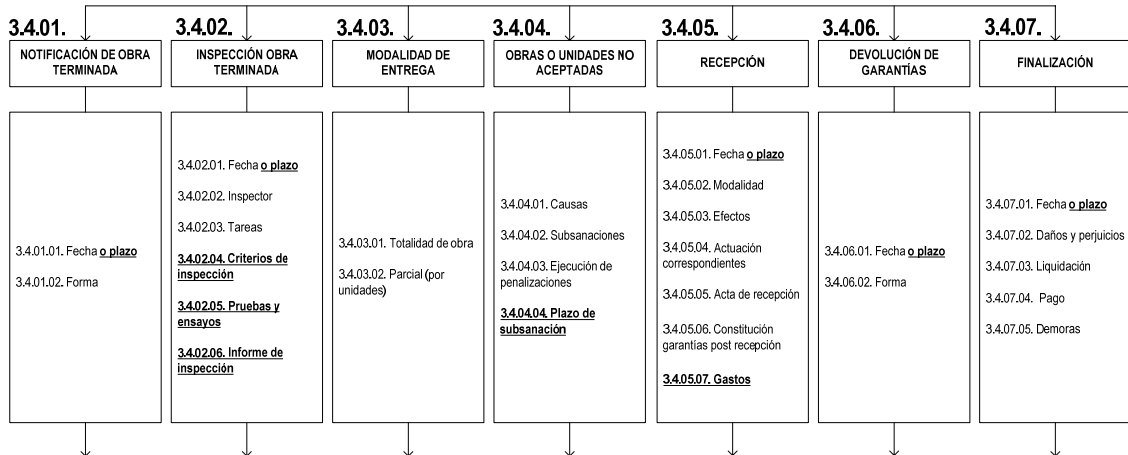 3.4.01.
NOTIFICACIÓN DE OBRA
TERMINADA
3.4.01.01. Fecha o plazo
3.4.01.02. Forma
3.4.02.
INSPECCIÓN OBRA
TERMINADA
3.4.02.01. Fecha o plazo
3.4.02.02. Inspector
3.4.02.03. Tareas
3.4.02.04. Criterios de
inspección
3.4.02.05. Pruebas y
ensayos
3.4.02.06. Informe de
inspección
3.4.03.
MODALIDAD DE
ENTREGA
3.4.03.01. Totalidad de obra
3.4.03.02. Parcial (por
unidades)
3.4.04.
OBRAS O UNIDADES NO
ACEPTADAS
3.4.04.01. Causas
3.4.04.02. Subsanaciones
3.4.04.03. Ejecución de
penalizaciones
3.4.04.04. Plazo de
subsanación
3.4.05.
RECEPCIÓN
3.4.05.01. Fecha o plazo
3.4.05.02. Modalidad
3.4.05.03. Efectos
3.4.05.04. Actuación
correspondientes
3.4.05.05. Acta de recepción
3.4.05.06. Constitución
garantías post recepción
3.4.05.07. Gastos
3.4.06.
DEVOLUCIÓN DE
GARANTÍAS
3.4.06.01. Fecha o plazo
3.4.06.02. Forma
3.4.07.
FINALIZACIÓN
3.4.07.01. Fecha o plazo
3.4.07.02. Daños y perjuicios
3.4.07.03. Liquidación
3.4.07.04. Pago
3.4.07.05. Demoras